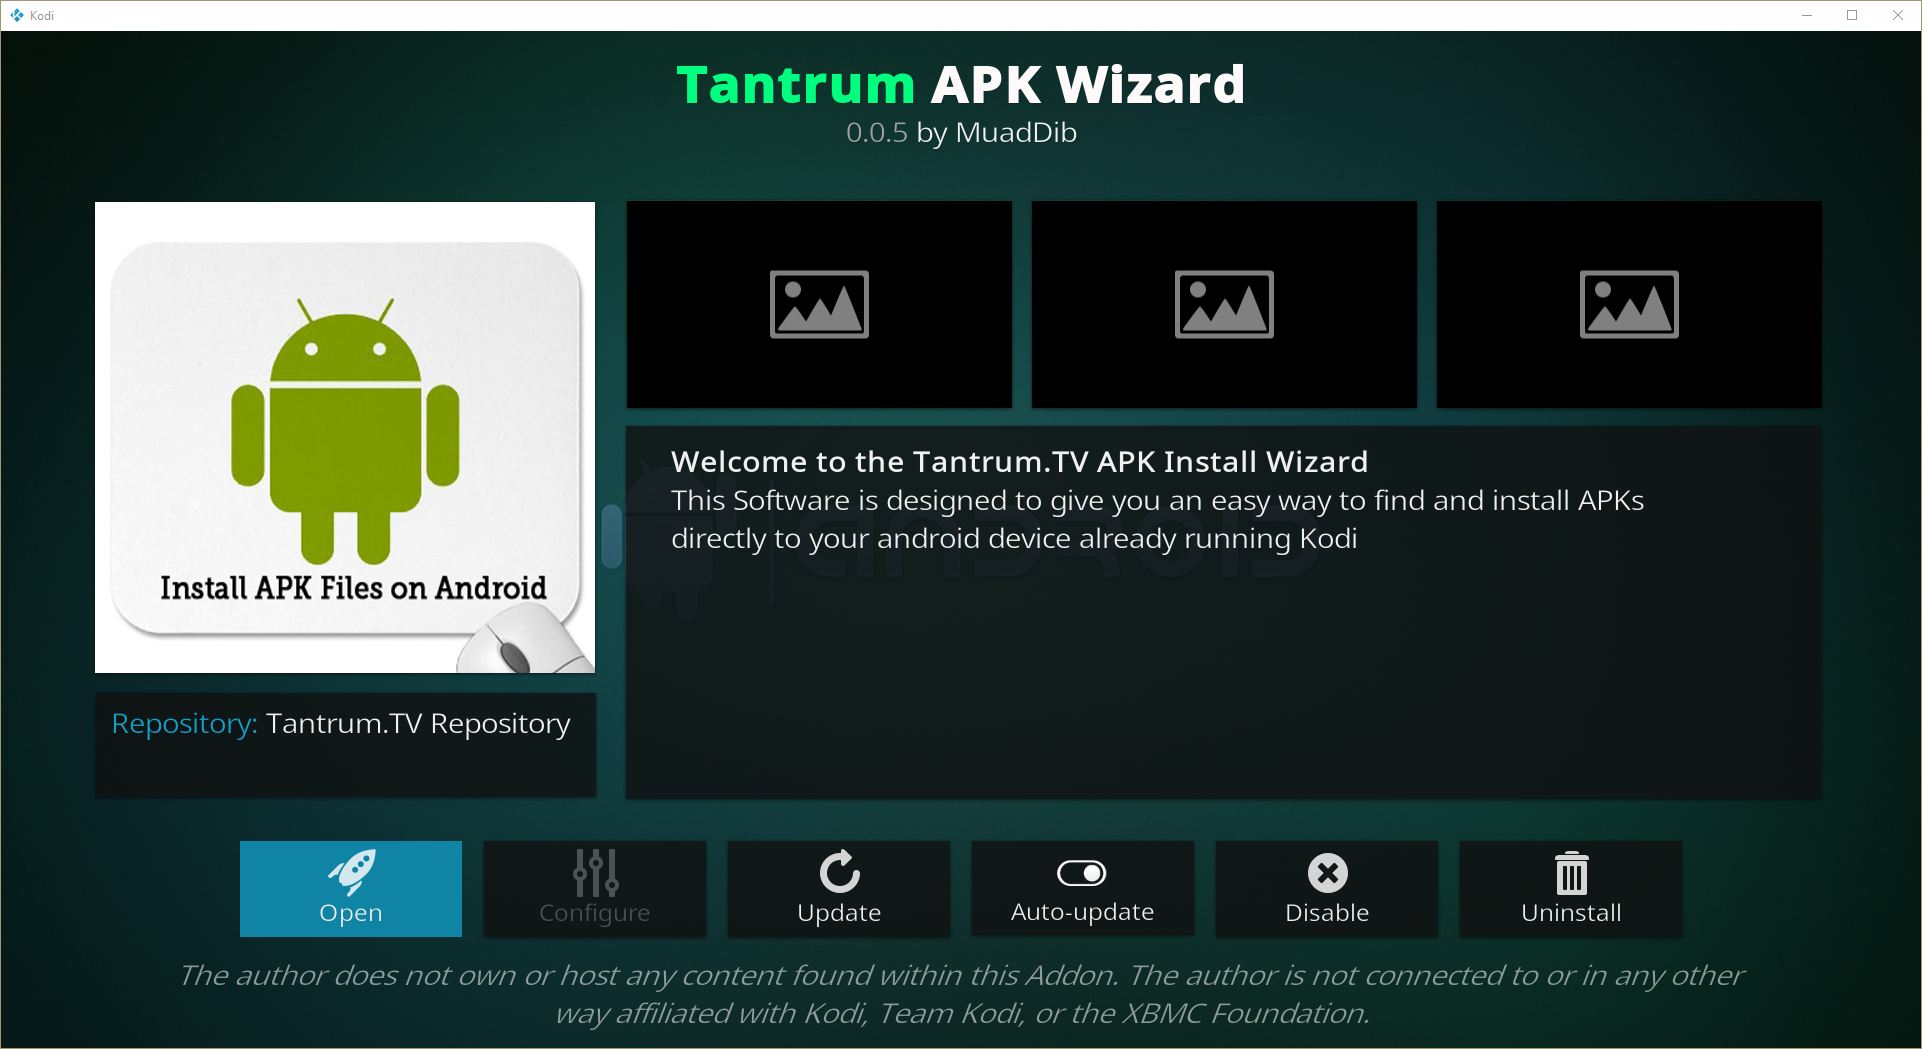 Kodi
Tantrum APK Wizard
0.0.5 by MuadDib
Install APK Files on Android
Welcome to the Tantrum.TV APK Install Wizard
This Software is designed to give you an easy way to find and install APKs
directly to your android device already running Kodi
ANDROID
Repository: Tantrum.TV Repository
Open
Configure
Update
Auto-update
Disable
Uninstall
The author does not own or host any content found within this Addon. The author is not connected to or in any other
way affiliated with Kodi, Team Kodi, or the XBMC Foundation.